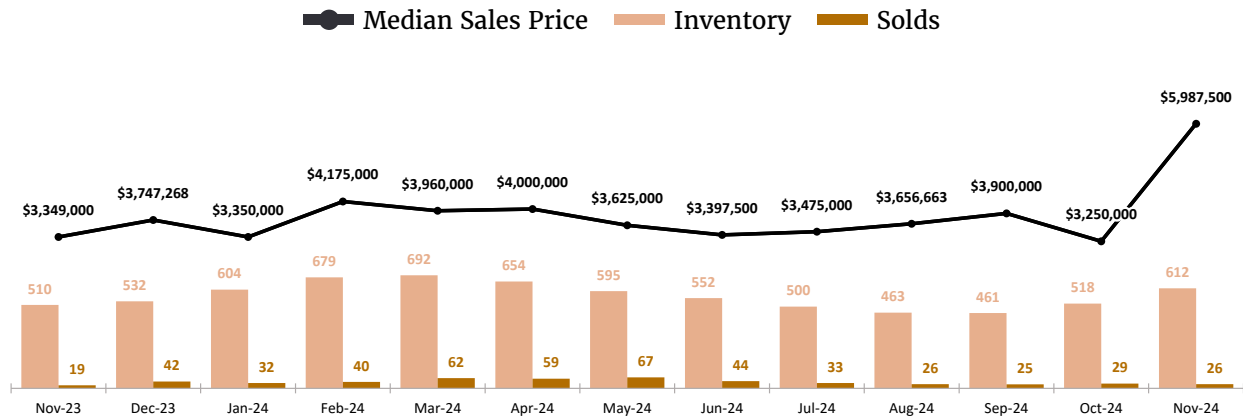 Median Sales Price Inventory Solds
$5,987,500
$4,175,000
$3,747,268 $3,960,000 $4,000,000 $3,900,000
$3,349,000 $3,350,000 $3,625,000 $3,397,500 $3,475,000 $3,656,663 $3,250,000
510 532 604 679 692 654 595 552 500 463 461 518 612
19 42 32 40 62 59 67 44 33 26 25 29 26
Nov-23 Dec-23 Jan-24 Feb-24 Mar-24 Apr-24 May-24 Jun-24 Jul-24 Aug-24 Sep-24 Oct-24 Nov-24